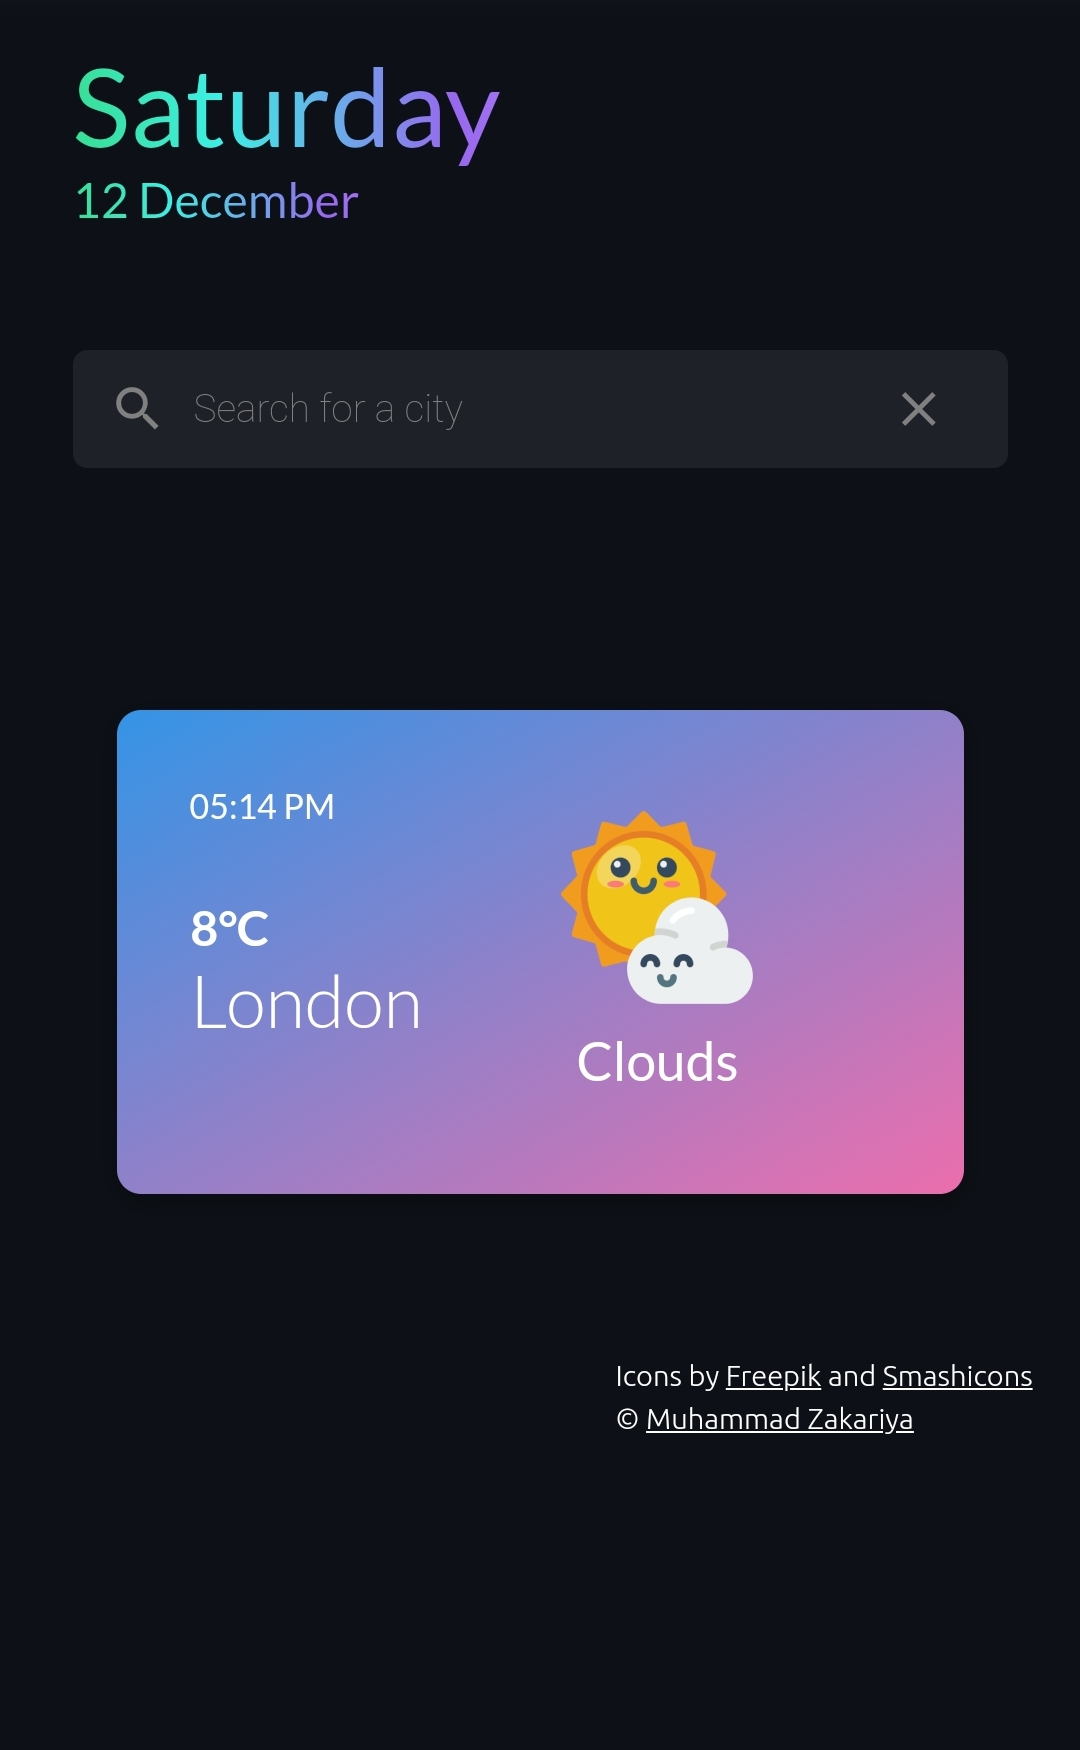 Saturday
12 December
Search for a city
05:14 PM
8°C
London
Clouds
Icons by Freepik and Smashicons
© Muhammad Zakariya